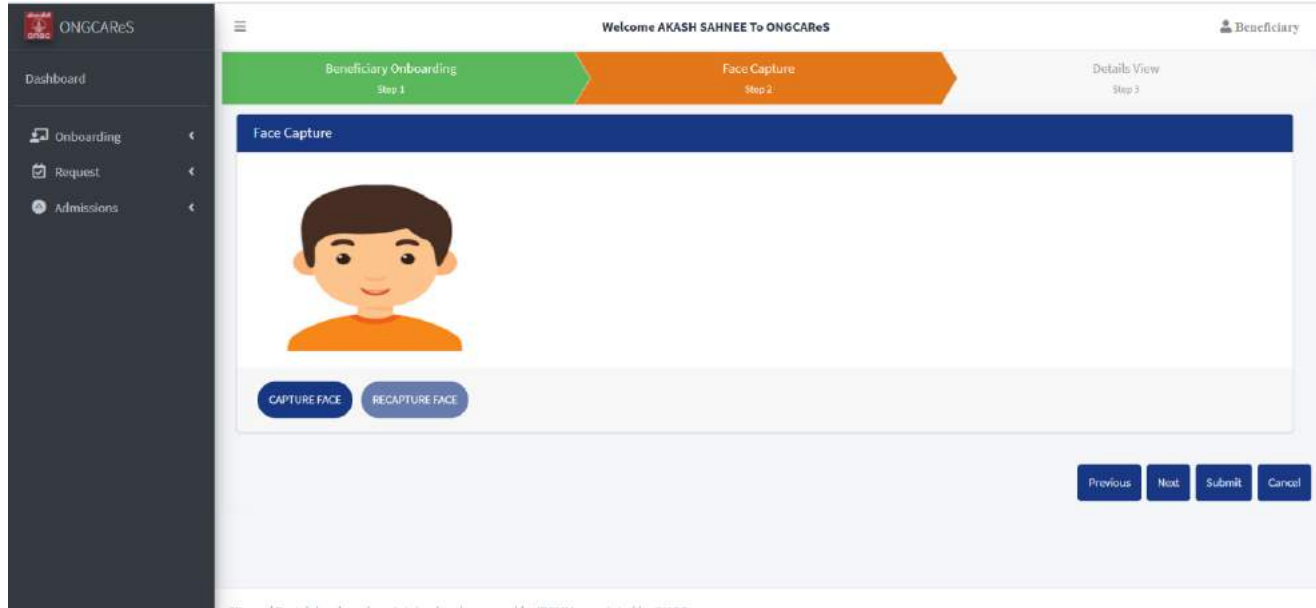 ongc
ONGCAReS
Welcome AKASH SAHNEE To ONGCAReS
Beneficiary
Dashboard
Onboarding
Request
Admissions
Beneficiary Onboarding
Step 1
Face Capture
Step 2
Details View
Step 3
Face Capture
CAPTURE FACE
RECAPTURE FACE
Previous
Next
Submit
Cancel